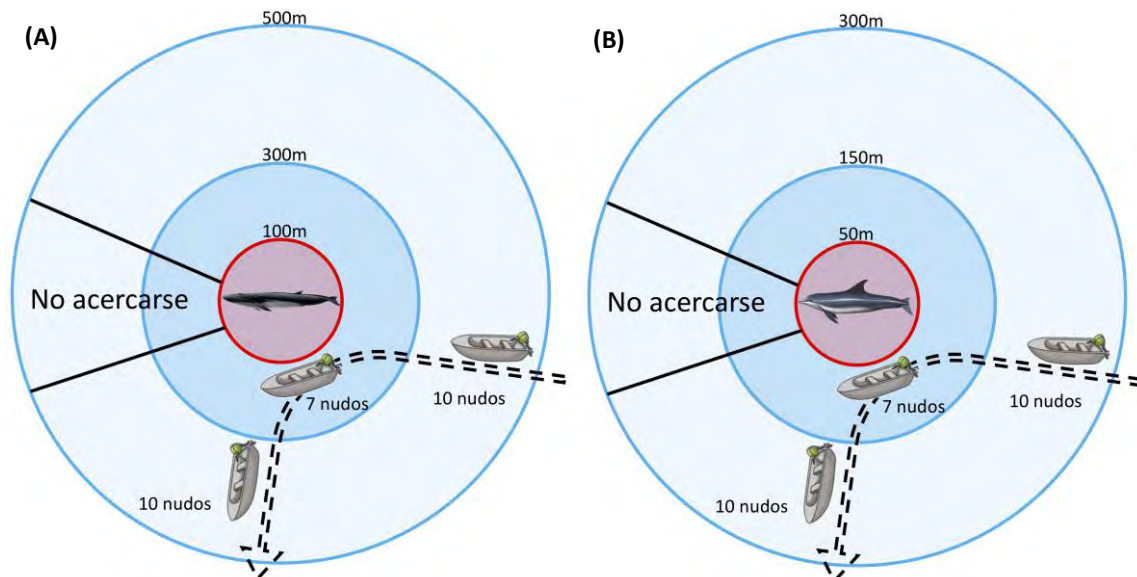 (A)
500m
300m
100m
No acercarse
7 nudos
10 nudos
10 nudos
(B)
300m
150m
50m
No acercarse
7 nudos
10 nudos
10 nudos